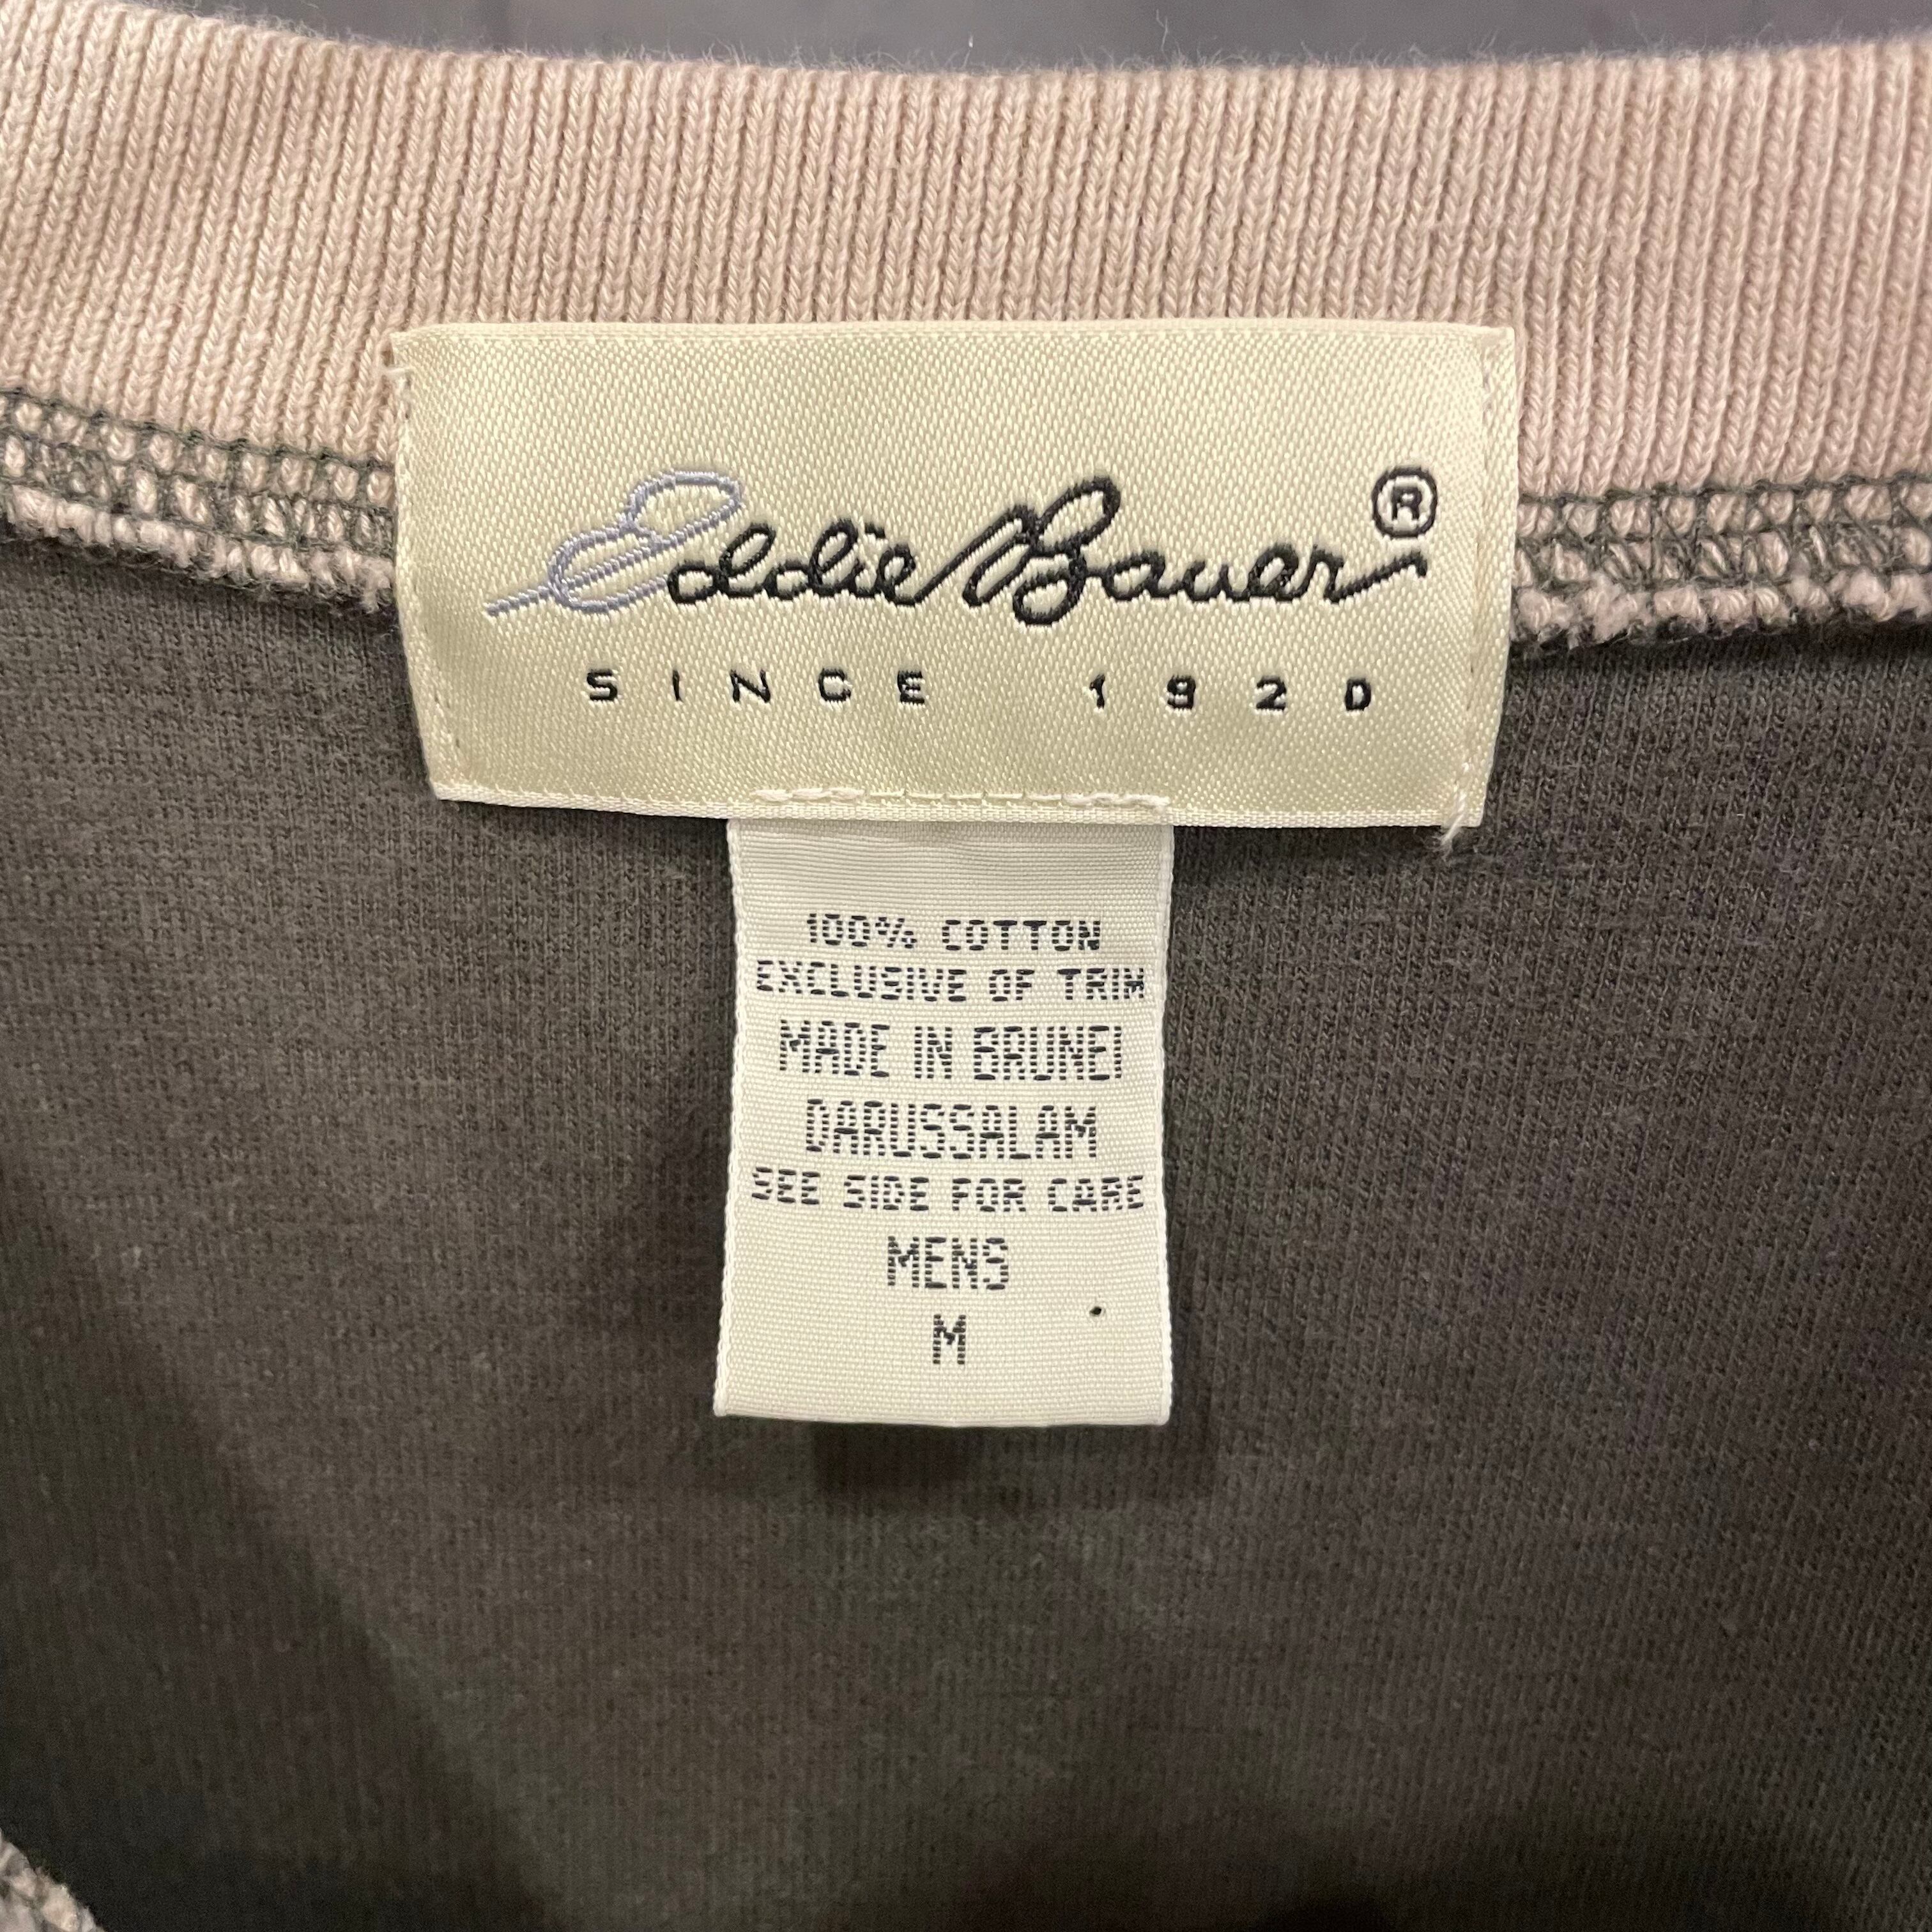 Eddie Bauer ®
SINCE 1920
100% COTTON
EXCLUSIVE OF TRIM
MADE IN BRUNEI
DARUSSALAM
SEE SIDE FOR CARE
MENS
M